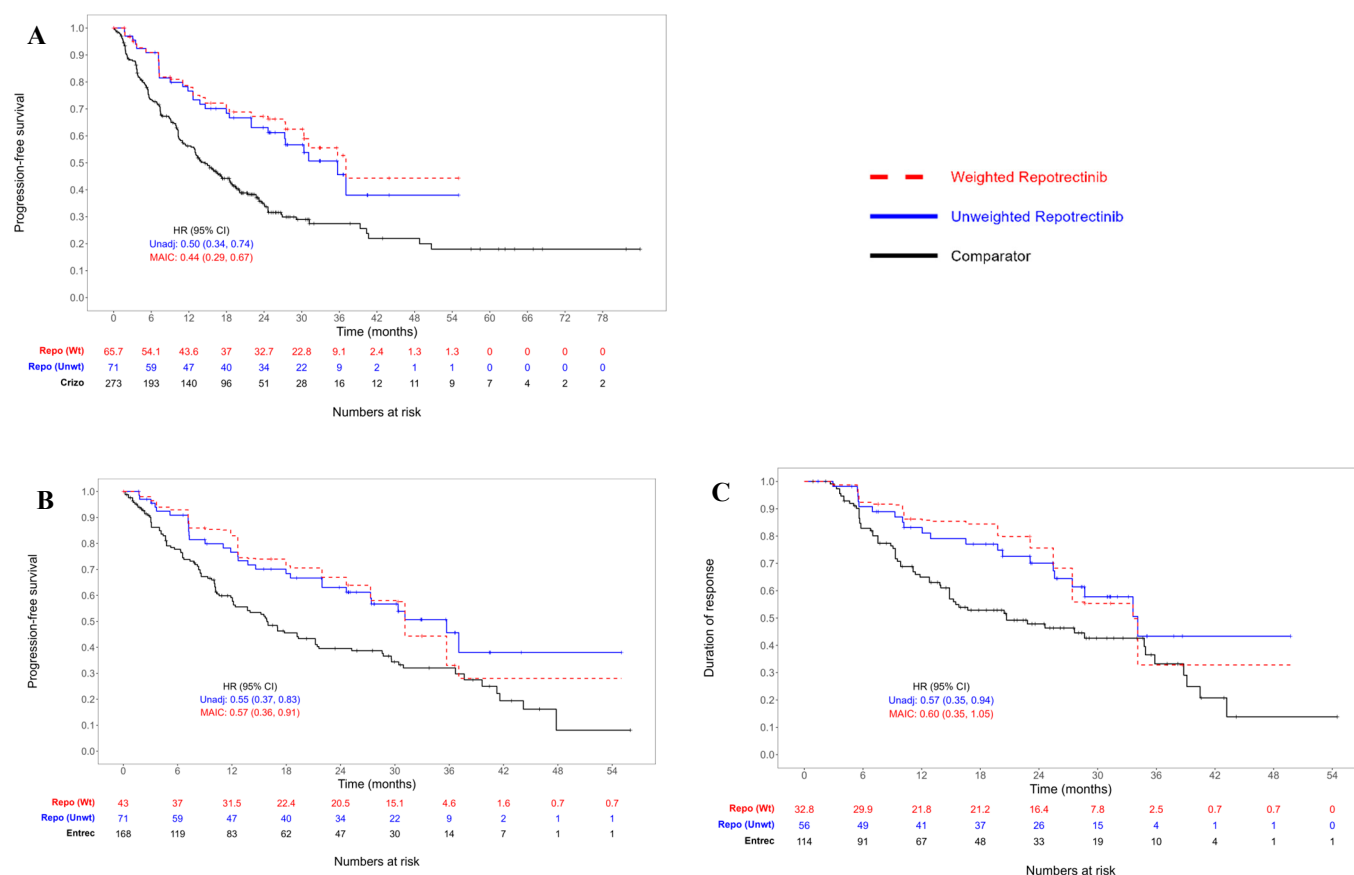 A
Progression-free survival
1.0
0.9
0.8
0.7
0.6
0.5
0.4
0.3
0.2
0.1
0.0
HR (95% CI)
Unadj: 0.50 (0.34, 0.74)
MAIC: 0.44 (0.29, 0.67)
0 6 12 18 24 30 36 42 48 54 60 66 72 78
Time (months)
Repo (Wt) 65.7 54.1 43.6 37 32.7 22.8 9.1 2.4 1.3 1.3 0 0 0 0
Repo (Unwt) 71 59 47 40 34 22 9 2 1 1 0 0 0 0
Crizo 273 193 140 96 51 28 16 12 11 9 7 4 2 2
Numbers at risk
Weighted Repotrectinib
Unweighted Repotrectinib
Comparator
B
Progression-free survival
1.0
0.9
0.8
0.7
0.6
0.5
0.4
0.3
0.2
0.1
0.0
HR (95% CI)
Unadj: 0.55 (0.37, 0.83)
MAIC: 0.57 (0.36, 0.91)
0 6 12 18 24 30 36 42 48 54
Time (months)
Repo (Wt) 43 37 31.5 22.4 20.5 15.1 4.6 1.6 0.7 0.7
Repo (Unwt) 71 59 47 40 34 22 9 2 1 1
Entrec 168 119 83 62 47 30 14 7 1 1
Numbers at risk
C
Duration of response
1.0
0.9
0.8
0.7
0.6
0.5
0.4
0.3
0.2
0.1
0.0
HR (95% CI)
Unadj: 0.57 (0.35, 0.94)
MAIC: 0.60 (0.35, 1.05)
0 6 12 18 24 30 36 42 48 54
Time (months)
Repo (Wt) 32.8 29.9 21.8 21.2 16.4 7.8 2.5 0.7 0.7 0
Repo (Unwt) 56 49 41 37 26 15 4 1 1 0
Entrec 114 91 67 48 33 19 10 4 1 1
Numbers at risk